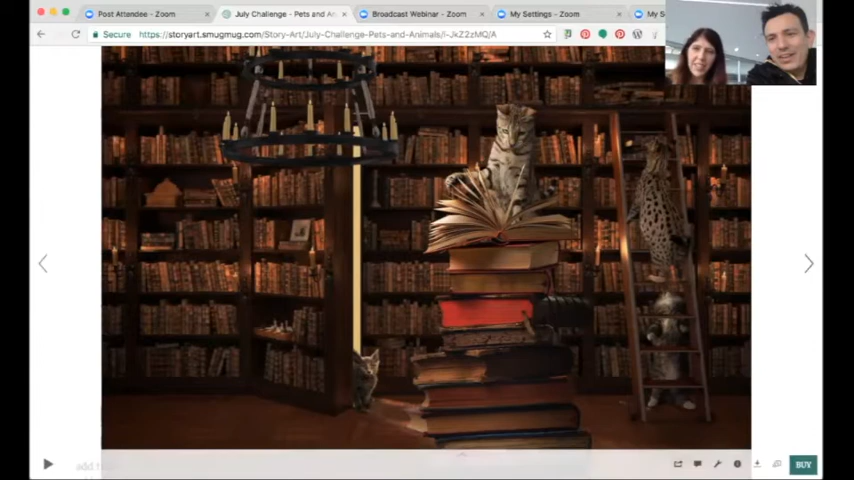 Post Attendee - Zoom
July Challenge - Pets and An
Broadcast Webinar - Zoom
My Settings - Zoom
My S
Secure
https://storyart.smugmug.com/Story-Art/July-Challenge-Pets-and-Animals/i-JkZ2zMQ/A
BUY